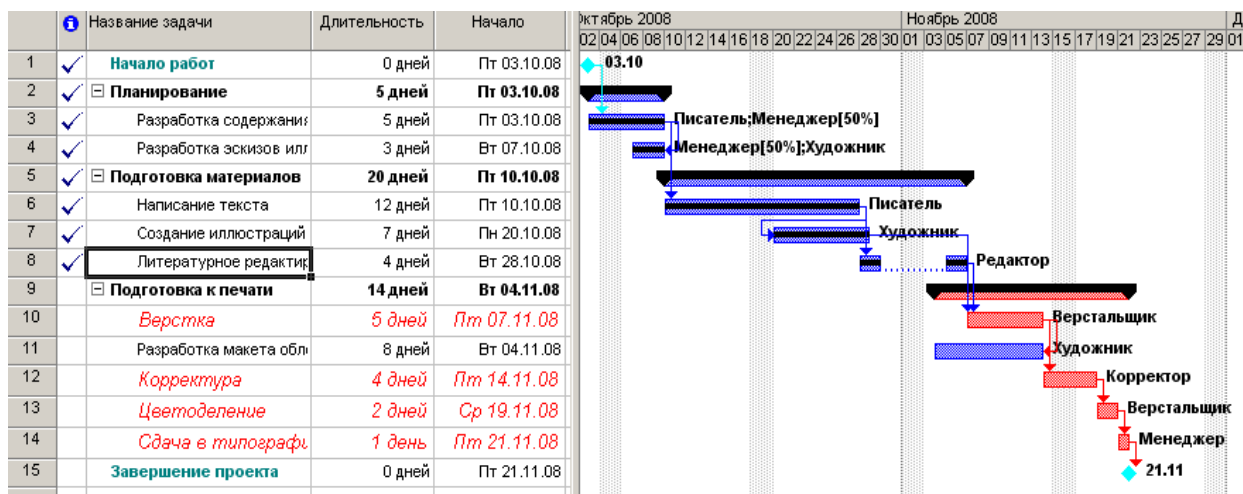 Название задачи Длительность Начало Октябрь 2008 Ноябрь 2008 Д
02 04 06 08 10 12 14 16 18 20 22 24 26 28 30 01 03 05 07 09 11 13 15 17 19 21 23 25 27 29 01
1 Начало работ 0 дней Пт 03.10.08 03.10
2 Планирование 5 дней Пт 03.10.08
3 Разработка содержания 5 дней Пт 03.10.08 Писатель;Менеджер[50%]
4 Разработка эскизов илл 3 дней Вт 07.10.08 Менеджер[50%];Художник
5 Подготовка материалов 20 дней Пт 10.10.08
6 Написание текста 12 дней Пт 10.10.08 Писатель
7 Создание иллюстраций 7 дней Пн 20.10.08 Художник
8 Литературное редактир 4 дней Вт 28.10.08 Редактор
9 Подготовка к печати 14 дней Вт 04.11.08
10 Верстка 5 дней Пт 07.11.08 Верстальщик
11 Разработка макета обл 8 дней Вт 04.11.08 Художник
12 Корректура 4 дней Пт 14.11.08 Корректор
13 Цветоделение 2 дней Ср 19.11.08 Верстальщик
14 Сдача в типографи 1 день Пт 21.11.08 Менеджер
15 Завершение проекта 0 дней Пт 21.11.08 21.11